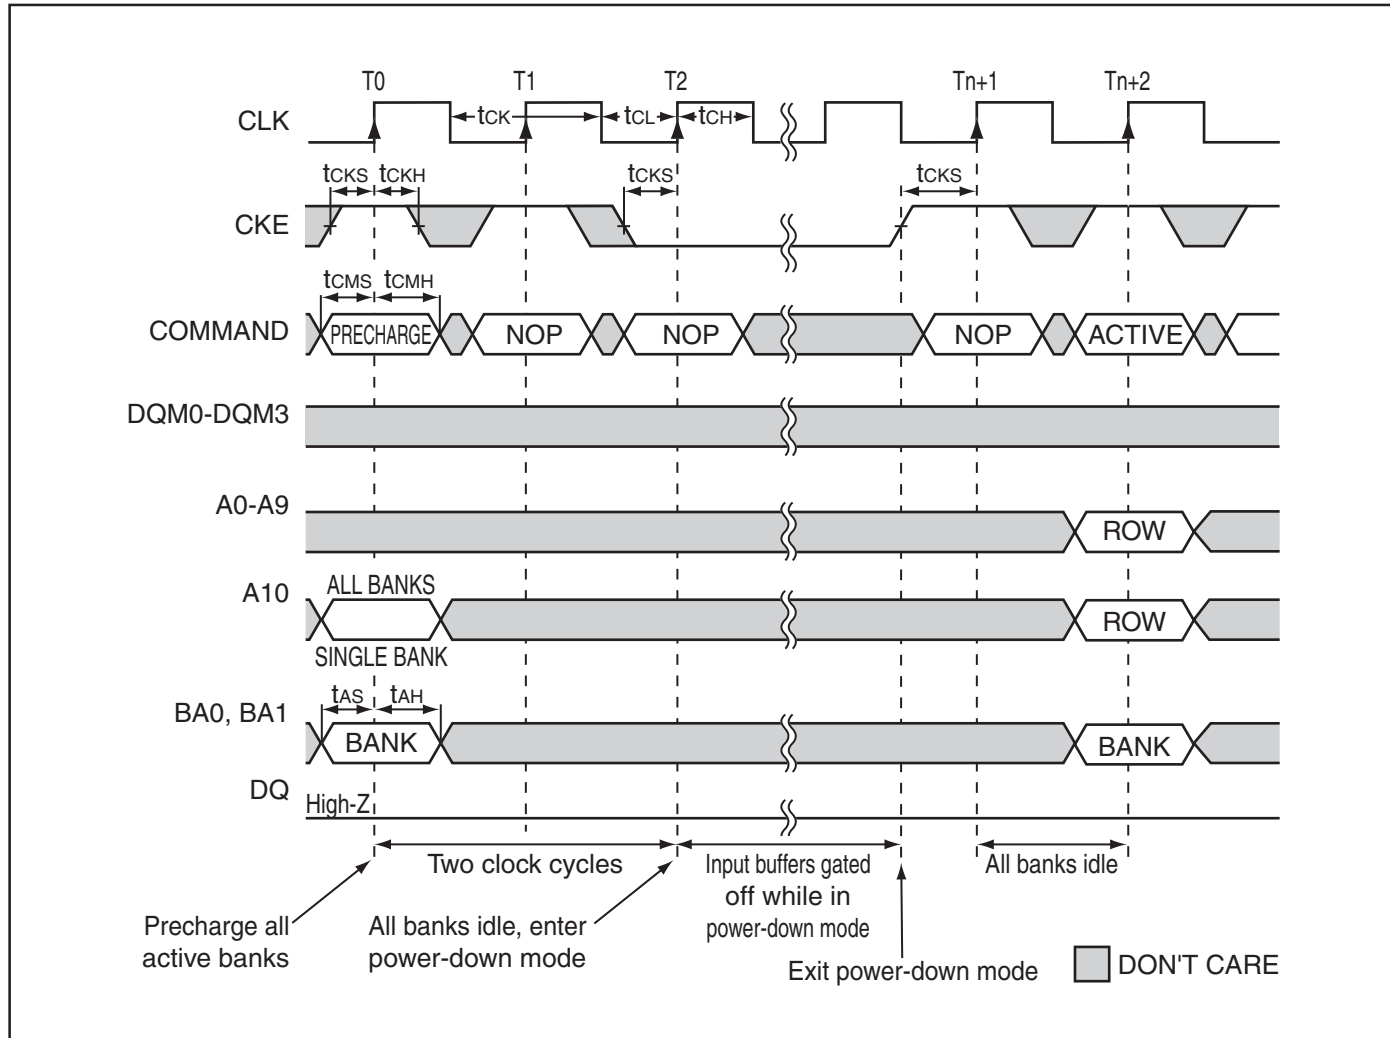 T0 T1 T2 Tn+1 Tn+2
CLK tCK tCL tCH
tCKS tCKH tCKS tCKS
CKE
tCMS tCMH
COMMAND PRECHARGE NOP NOP NOP ACTIVE
DQM0-DQM3
A0-A9 ROW
A10 ALL BANKS ROW
SINGLE BANK
tAS tAH
BA0, BA1 BANK BANK
DQ
High-Z
Two clock cycles
Input buffers gated
off while in
power-down mode
All banks idle
Precharge all
active banks
All banks idle, enter
power-down mode
Exit power-down mode
DON'T CARE